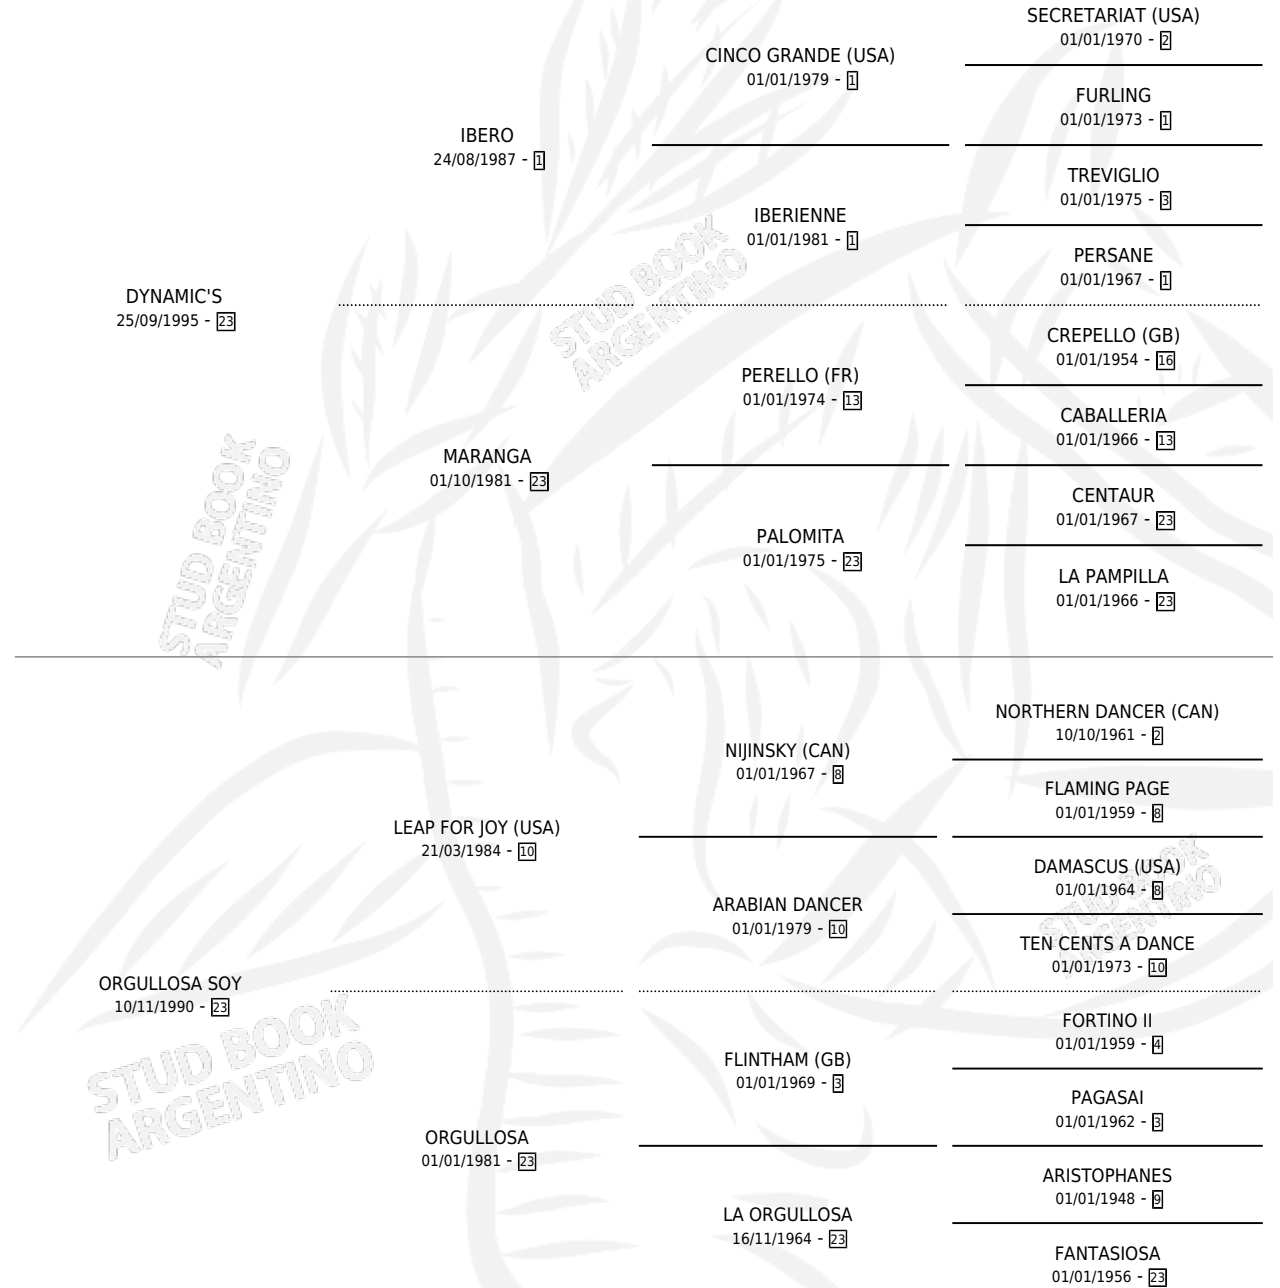 SECRETARIAT (USA)
01/01/1970 - 2
CINCO GRANDE (USA)
01/01/1979 - 1
FURLING
01/01/1973 - 1
IBERO
24/08/1987 - 1
TREVIGLIO
01/01/1975 - 3
IBERIENNE
01/01/1981 - 1
PERSANE
01/01/1967 - 1
DYNAMIC'S
25/09/1995 - 23
CREPELLO (GB)
01/01/1954 - 16
PERELLO (FR)
01/01/1974 - 13
CABALLERIA
01/01/1966 - 13
MARANGA
01/10/1981 - 23
CENTAUR
01/01/1967 - 23
PALOMITA
01/01/1975 - 23
LA PAMPILLA
01/01/1966 - 23
STUD BOOK
ARGENTINO
STUD BOOK
ARGENTINO
NORTHERN DANCER (CAN)
10/10/1961 - 2
NIJINSKY (CAN)
01/01/1967 - 8
FLAMING PAGE
01/01/1959 - 8
LEAP FOR JOY (USA)
21/03/1984 - 10
DAMASCUS (USA)
01/01/1964 - 8
ARABIAN DANCER
01/01/1979 - 10
TEN CENTS A DANCE
01/01/1973 - 10
STUD BOOK
ARGENTINO
ORGULLOSA SOY
10/11/1990 - 23
FORTINO II
01/01/1959 - 4
FLINTHAM (GB)
01/01/1969 - 3
PAGASAI
01/01/1962 - 3
ORGULLOSA
01/01/1981 - 23
ARISTOPHANES
01/01/1948 - 9
LA ORGULLOSA
16/11/1964 - 23
FANTASIOSA
01/01/1956 - 23
STUD BOOK
ARGENTINO